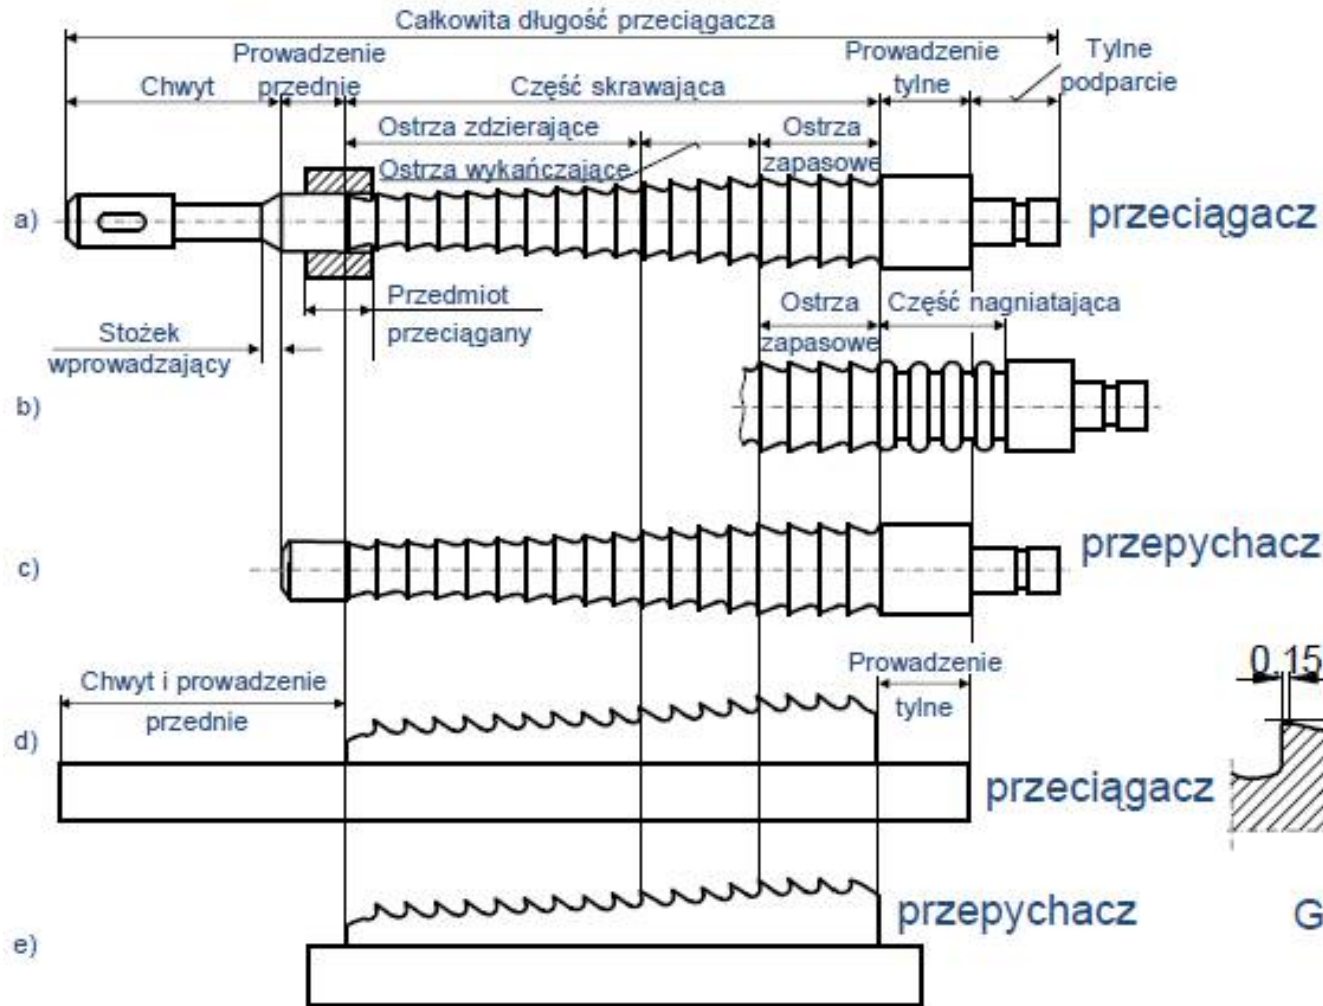 Całkowita długość przeciągacza
Prowadzenie
przednie
Chwyt
Część skrawająca
Prowadzenie
tylne
Tylne
podparcie
Ostrza zdzierające
Ostrza wykańczające
Ostrza
zapasowe
a)
przeciągacz
Przedmiot
przeciągany
Stożek
wprowadzający
Ostrza
zapasowe
Część nagniatająca
b)
c)
przepychacz
Chwyt i prowadzenie
przednie
Prowadzenie
tylne
0,15
d)
przeciągacz
e)
przepychacz
G